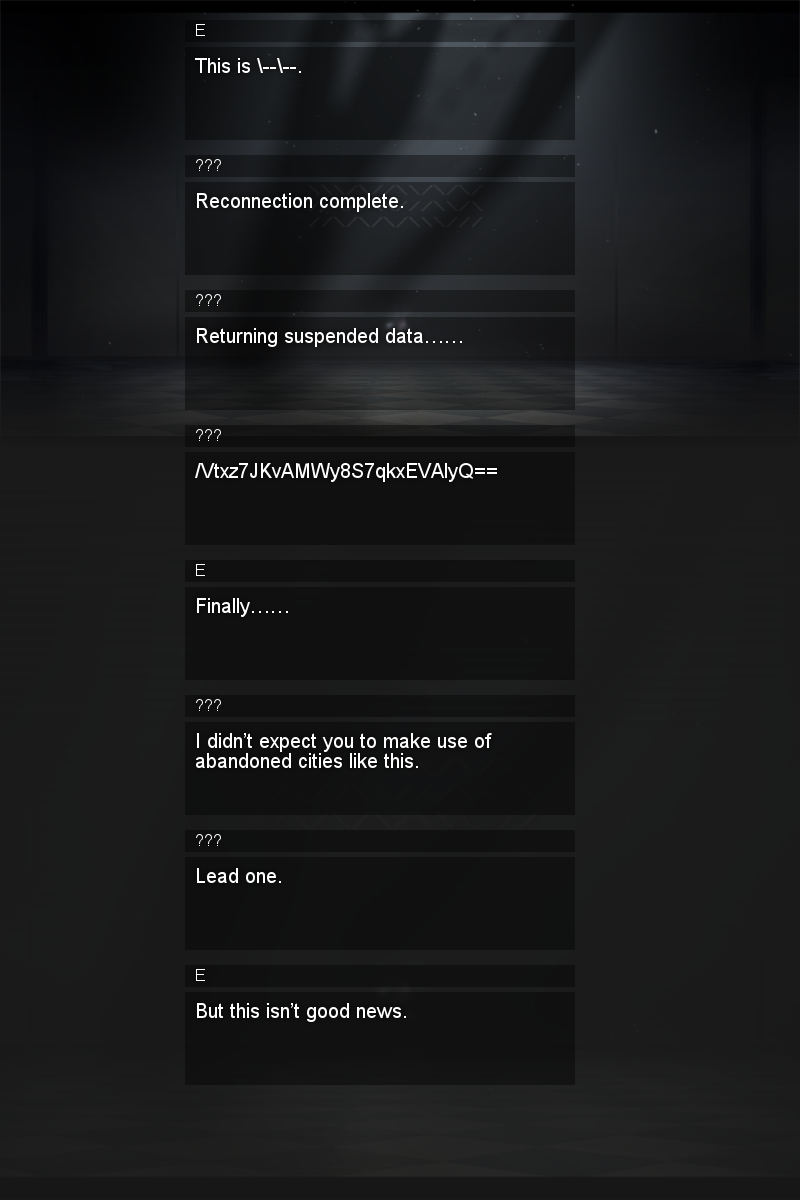 E
This is \--\--.
???
Reconnection complete.
???
Returning suspended data……
???
/Vtxz7JKvAMWy8S7qkxEVAlyQ==
E
Finally……
???
I didn’t expect you to make use of
abandoned cities like this.
???
Lead one.
E
But this isn’t good news.